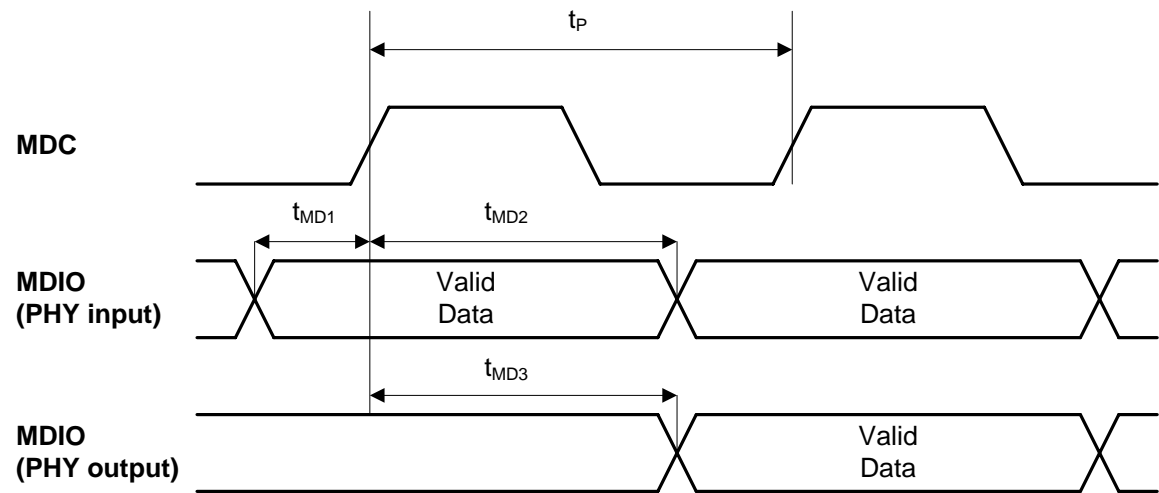 tP
MDC
tMD1
tMD2
MDIO
(PHY input)
Valid
Data
Valid
Data
tMD3
MDIO
(PHY output)
Valid
Data